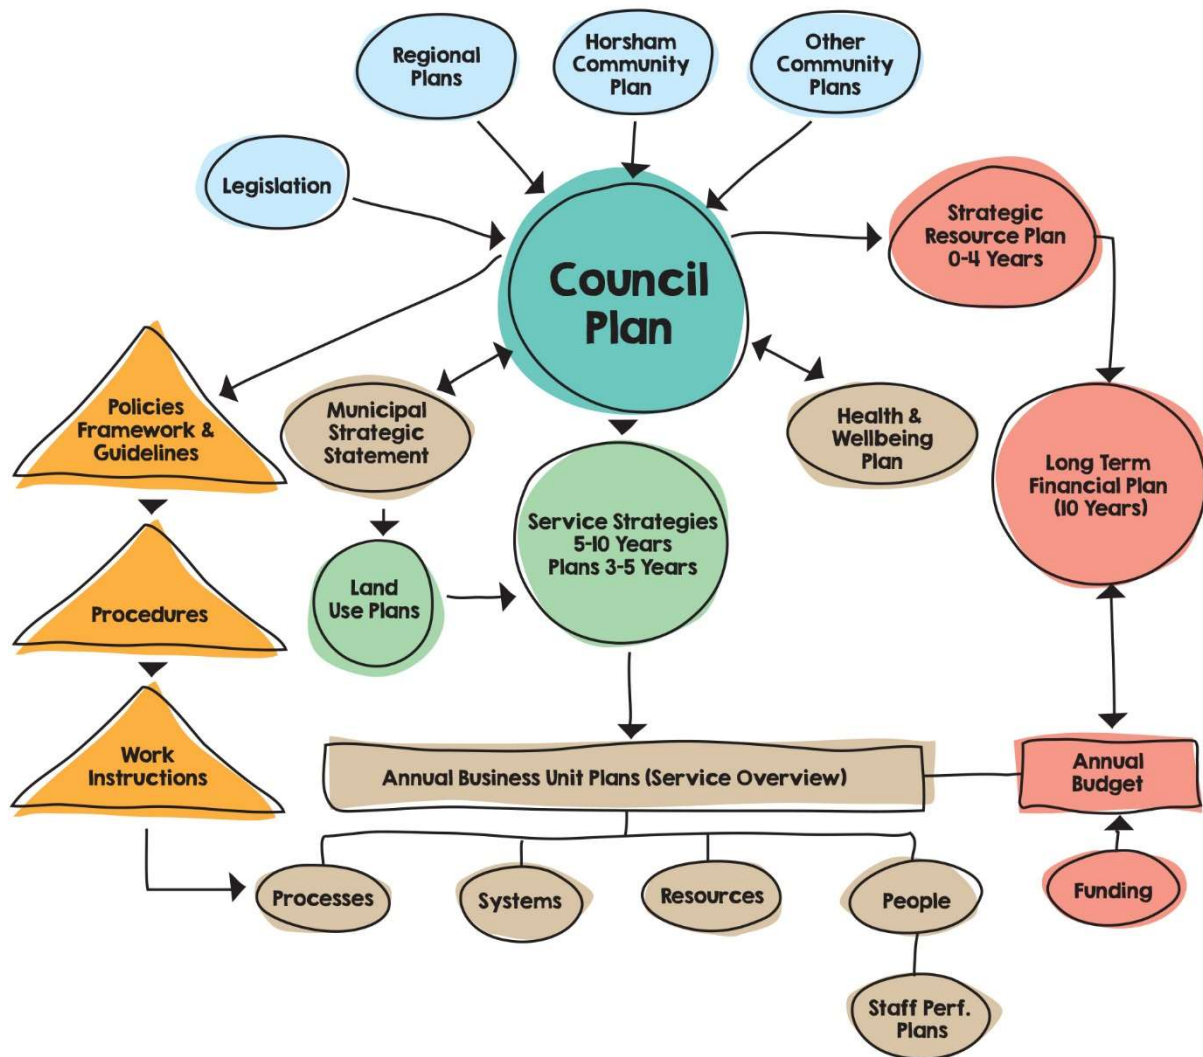 Regional
Plans
Horsham
Community
Plan
Other
Community
Plans
Legislation
Strategic
Resource Plan
0-4 Years
Council
Plan
Policies
Framework &
Guidelines
Municipal
Strategic
Statement
Health &
Wellbeing
Plan
Long Term
Financial Plan
(10 Years)
Service Strategies
5-10 Years
Plans 3-5 Years
Land
Use Plans
Procedures
Work
Instructions
Annual Business Unit Plans (Service Overview)
Annual
Budget
Processes
Systems
Resources
People
Funding
Staff Perf.
Plans